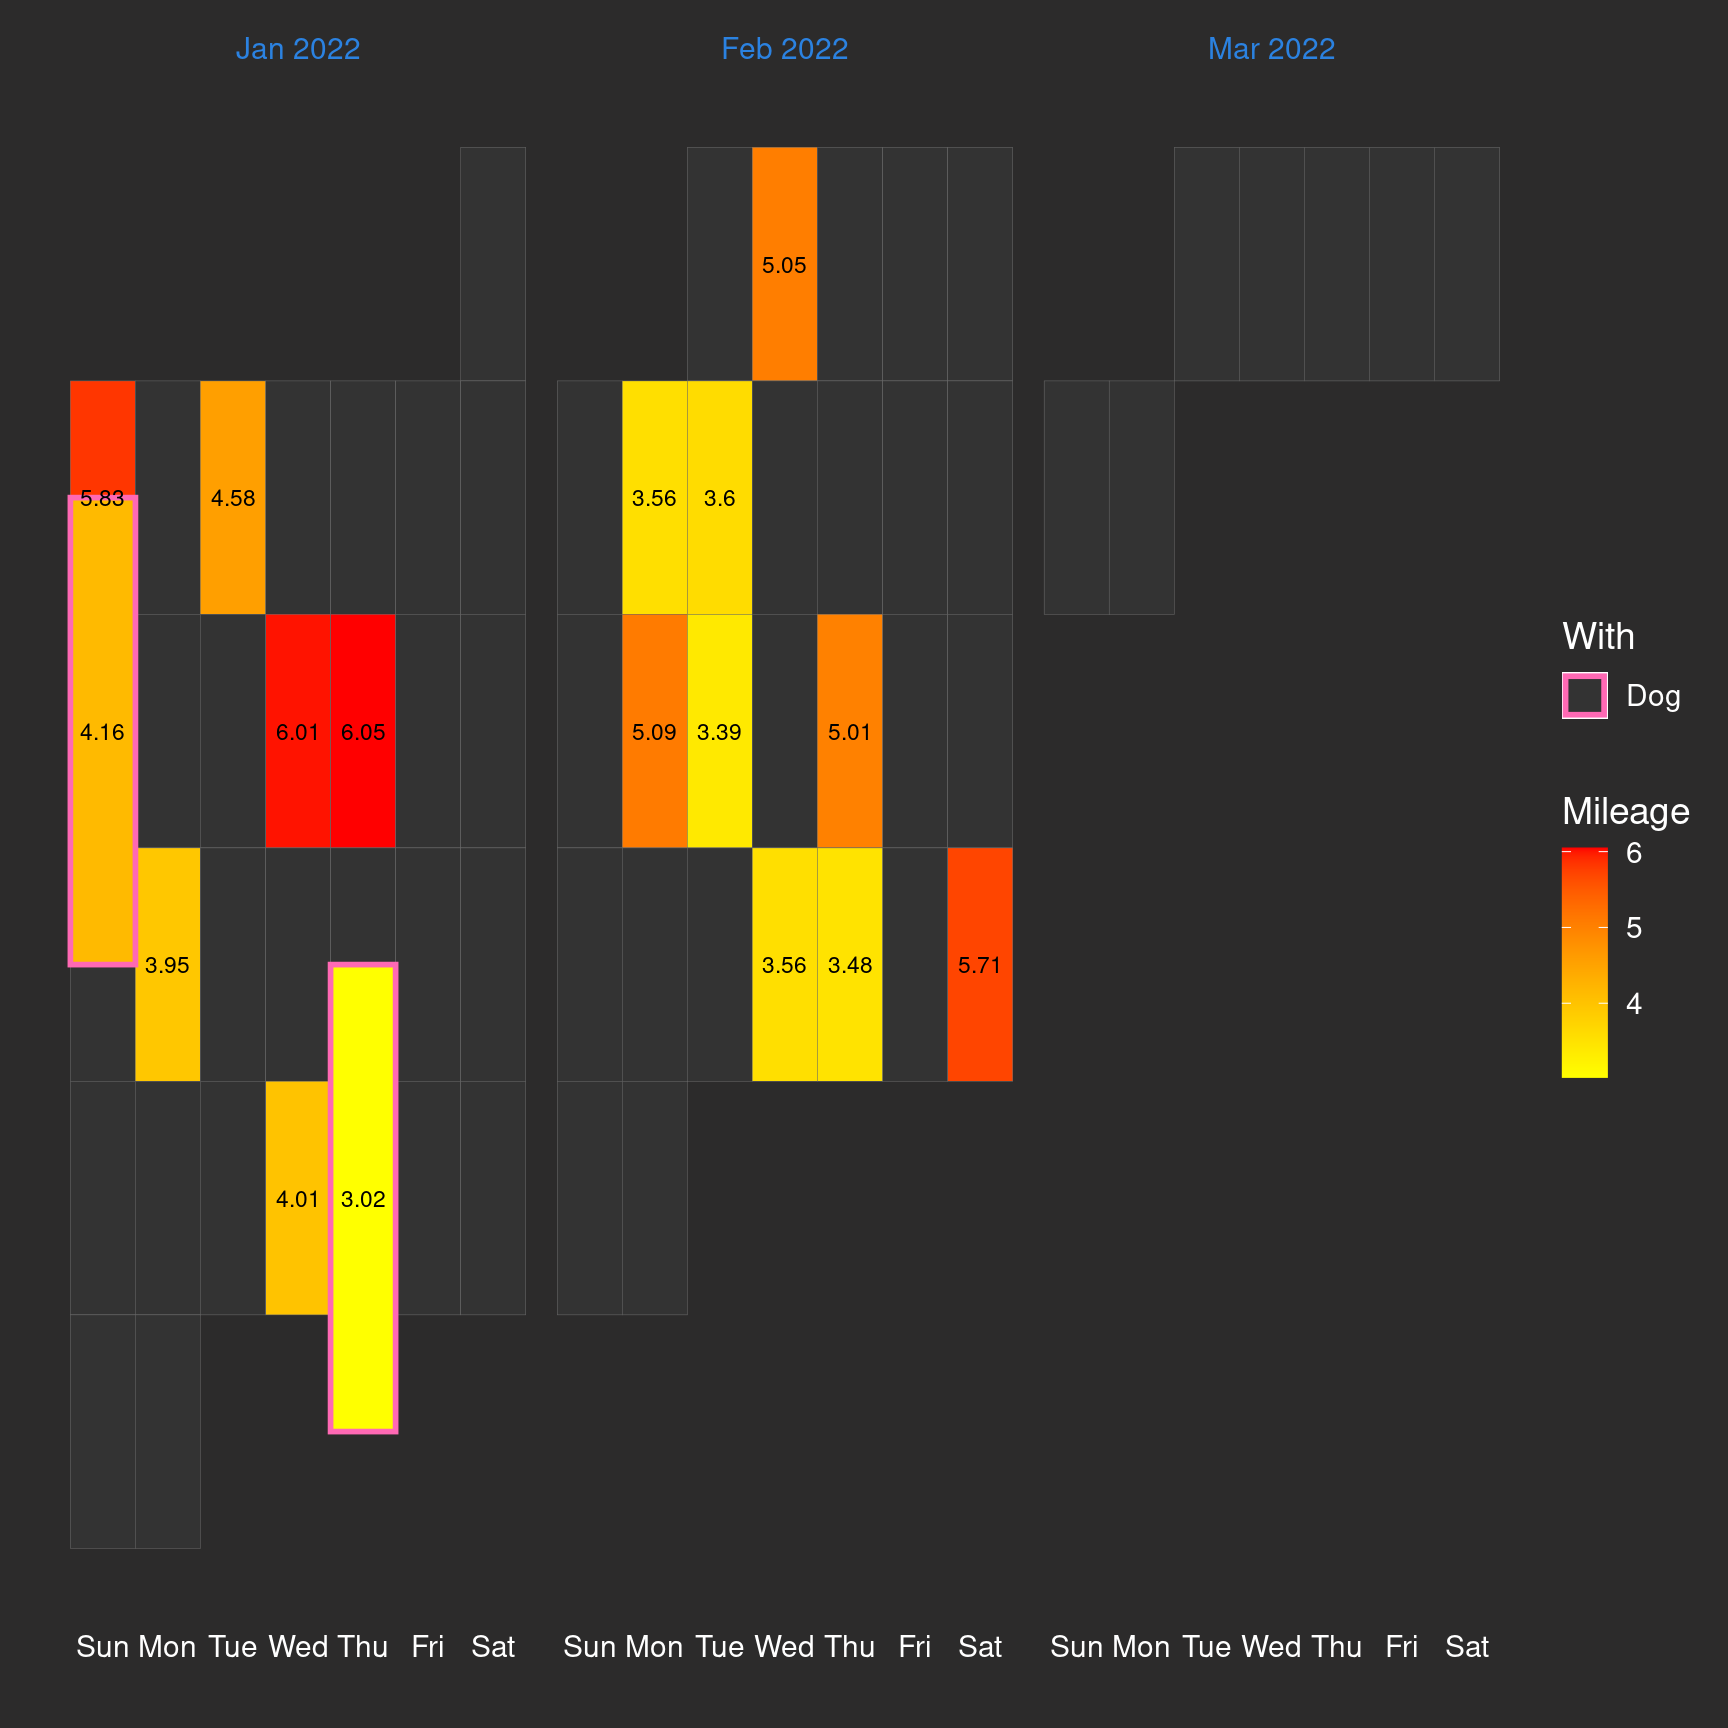 Jan 2022 Feb 2022 Mar 2022
5.05
5.83 4.58 3.56 3.6
4.16 6.01 6.05 5.09 3.39 5.01
3.95 3.56 3.48 5.71
4.01 3.02
Sun Mon Tue Wed Thu Fri Sat Sun Mon Tue Wed Thu Fri Sat Sun Mon Tue Wed Thu Fri Sat
With
Dog
Mileage
6
5
4